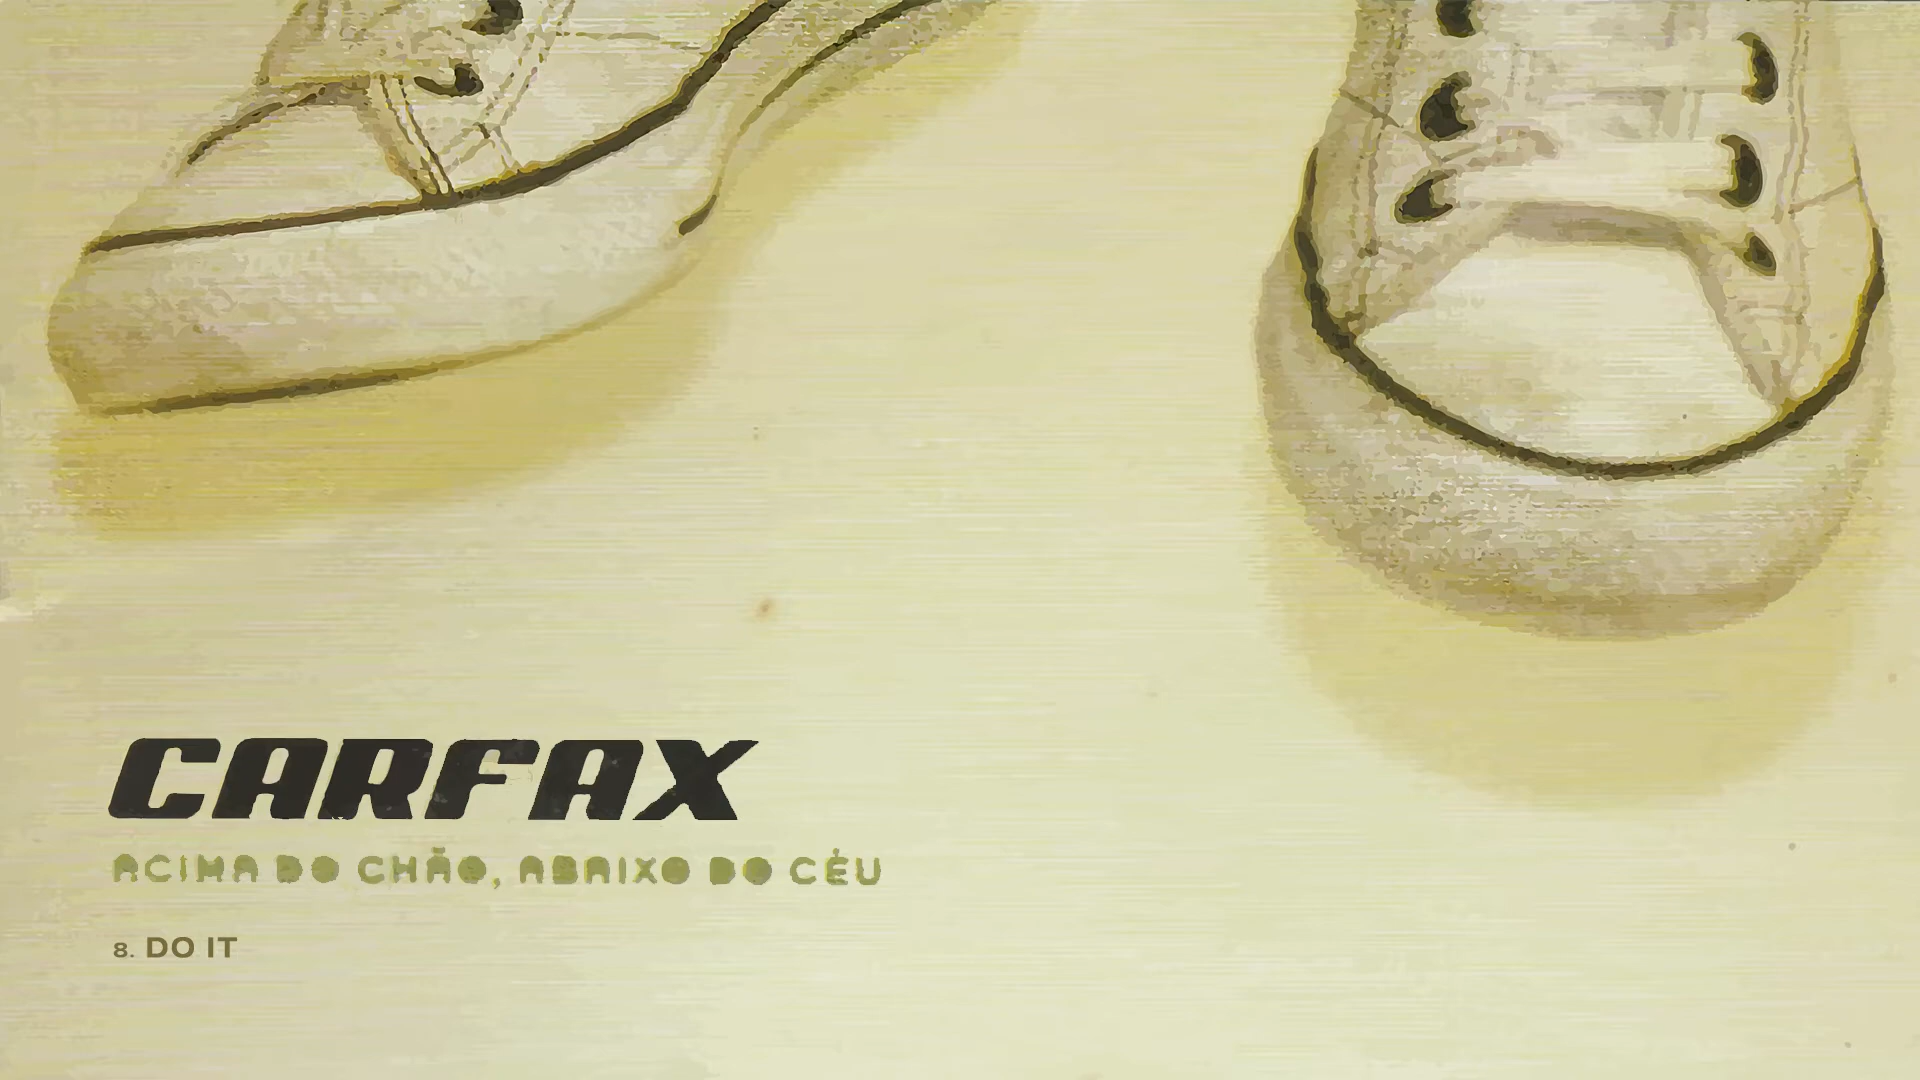 CARFAX
ACIMA DO CHÃO, ABAIXO DO CÉU
8. DO IT